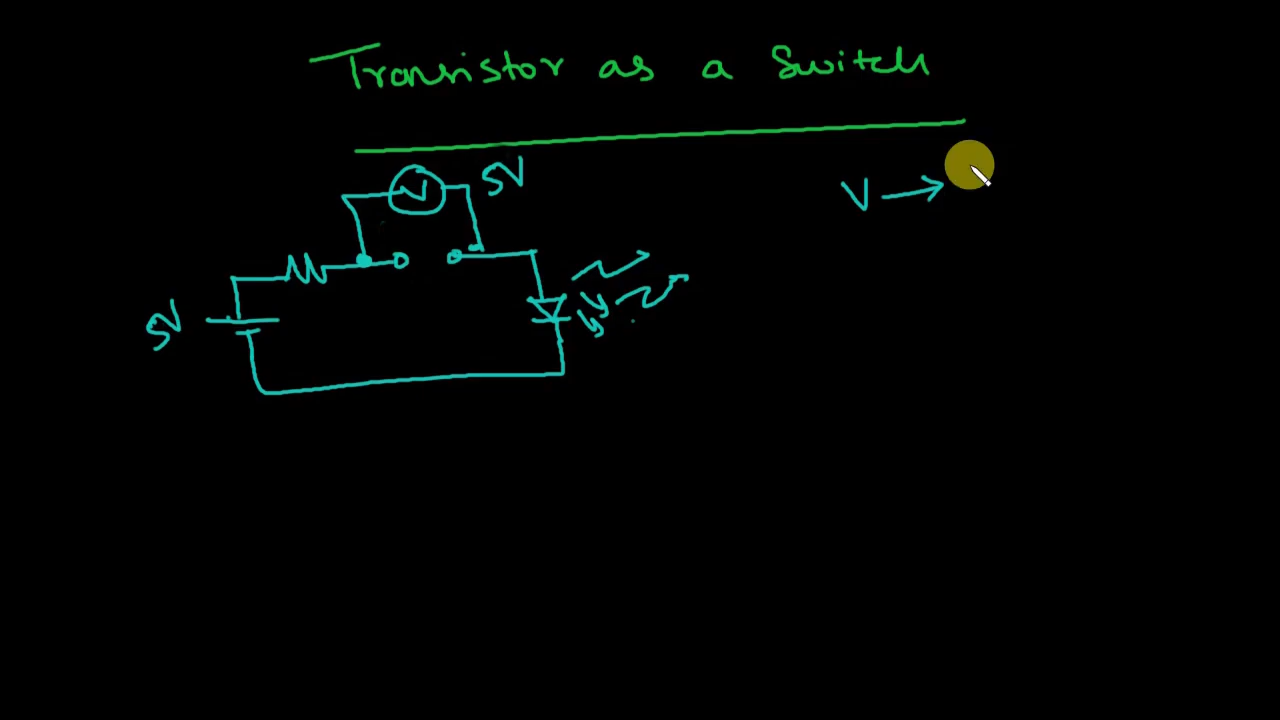 Transistor as a Switch
5V
V
V →
5V